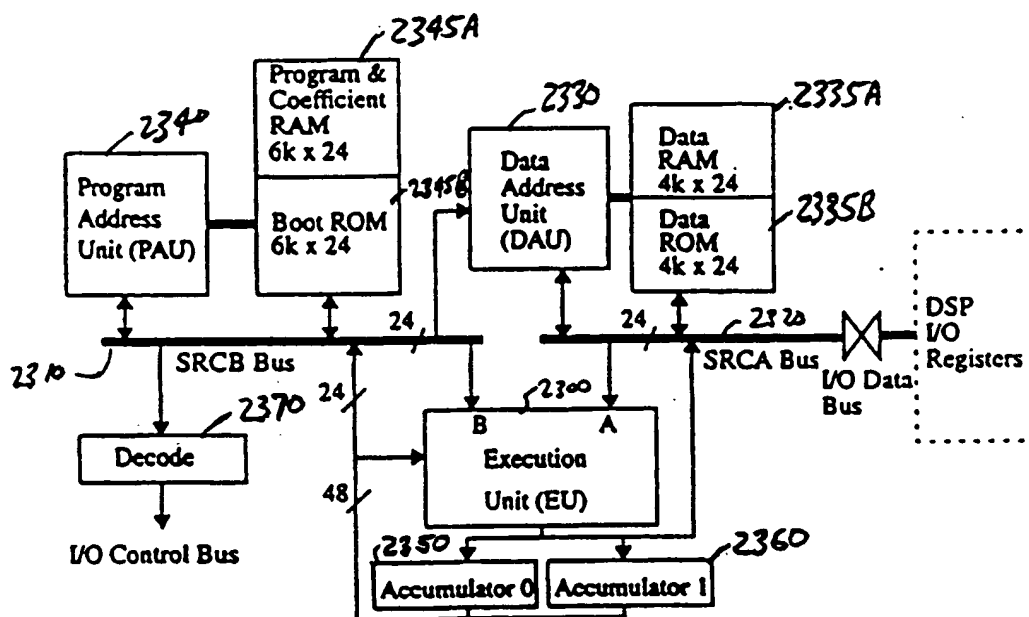 2345A
Program &
Coefficient
RAM
6k x 24
2340
Program
Address
Unit (PAU)
2345B
Boot ROM
6k x 24
2330
Data
Address
Unit
(DAU)
2335A
Data
RAM
4k x 24
2335B
Data
ROM
4k x 24
DSP
I/O
Registers
24
24
2320
2310
SRCB Bus
SRCA Bus
I/O Data
Bus
2370
24
2300
B
A
Decode
Execution
Unit (EU)
48
I/O Control Bus
2350
2360
Accumulator 0
Accumulator 1